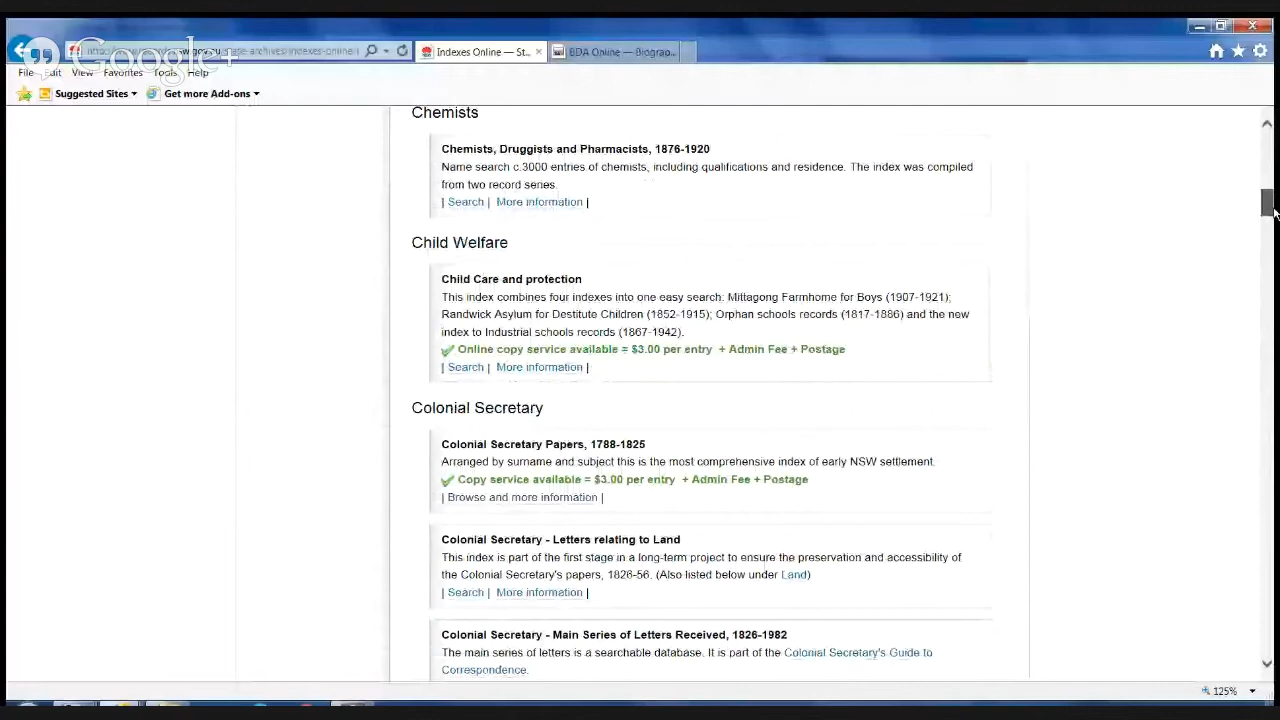 Google+
Indexes Online — St...
BDA Online — Biograp...
File Edit View Favorites Tools Help
Suggested Sites
Get more Add-ons
Chemists
Chemists, Druggists and Pharmacists, 1876-1920
Name search c.3000 entries of chemists, including qualifications and residence. The index was compiled
from two record series.
| Search | More information |
Child Welfare
Child Care and protection
This index combines four indexes into one easy search: Mittagong Farmhome for Boys (1907-1921);
Randwick Asylum for Destitute Children (1852-1915); Orphan schools records (1817-1886) and the new
index to Industrial schools records (1867-1942).
Online copy service available = $3.00 per entry + Admin Fee + Postage
| Search | More information |
Colonial Secretary
Colonial Secretary Papers, 1788-1825
Arranged by surname and subject this is the most comprehensive index of early NSW settlement.
Copy service available = $3.00 per entry + Admin Fee + Postage
| Browse and more information |
Colonial Secretary - Letters relating to Land
This index is part of the first stage in a long-term project to ensure the preservation and accessibility of
the Colonial Secretary's papers, 1826-56. (Also listed below under Land)
| Search | More information |
Colonial Secretary - Main Series of Letters Received, 1826-1982
The main series of letters is a searchable database. It is part of the Colonial Secretary's Guide to
Correspondence.
125%